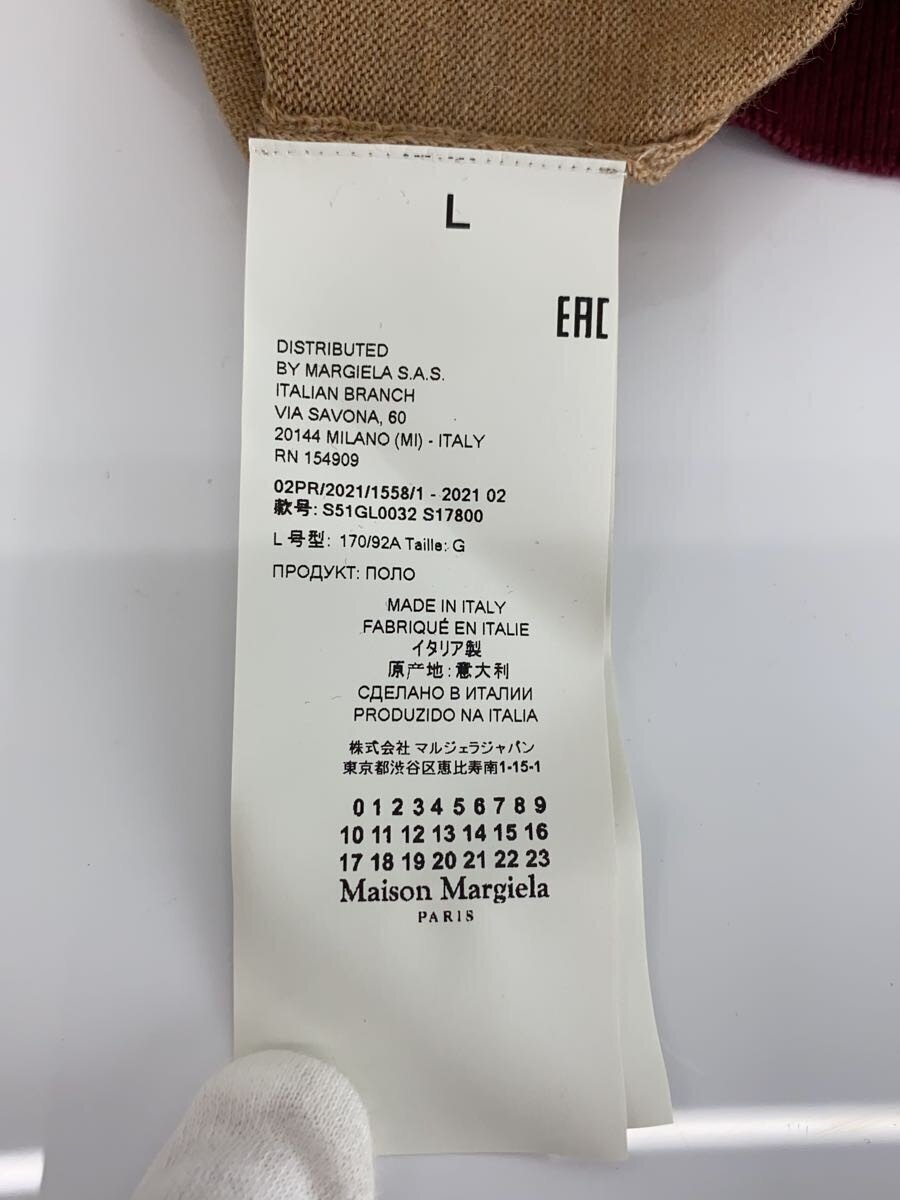 L
EAC
DISTRIBUTED
BY MARGIELA S.A.S.
ITALIAN BRANCH
VIA SAVONA, 60
20144 MILANO (MI) - ITALY
RN 154909
02PR/2021/1558/1 - 2021 02
款号: S51GL0032 S17800
L 号型: 170/92A Taille: G
ПРОДУКТ: ПОЛО
MADE IN ITALY
FABRIQUÉ EN ITALIE
イタリア製
原产地: 意大利
СДЕЛАНО В ИТАЛИИ
PRODUZIDO NA ITALIA
株式会社 マルジェラジャパン
東京都渋谷区恵比寿南1-15-1
0 1 2 3 4 5 6 7 8 9
10 11 12 13 14 15 16
17 18 19 20 21 22 23
Maison Margiela
PARIS